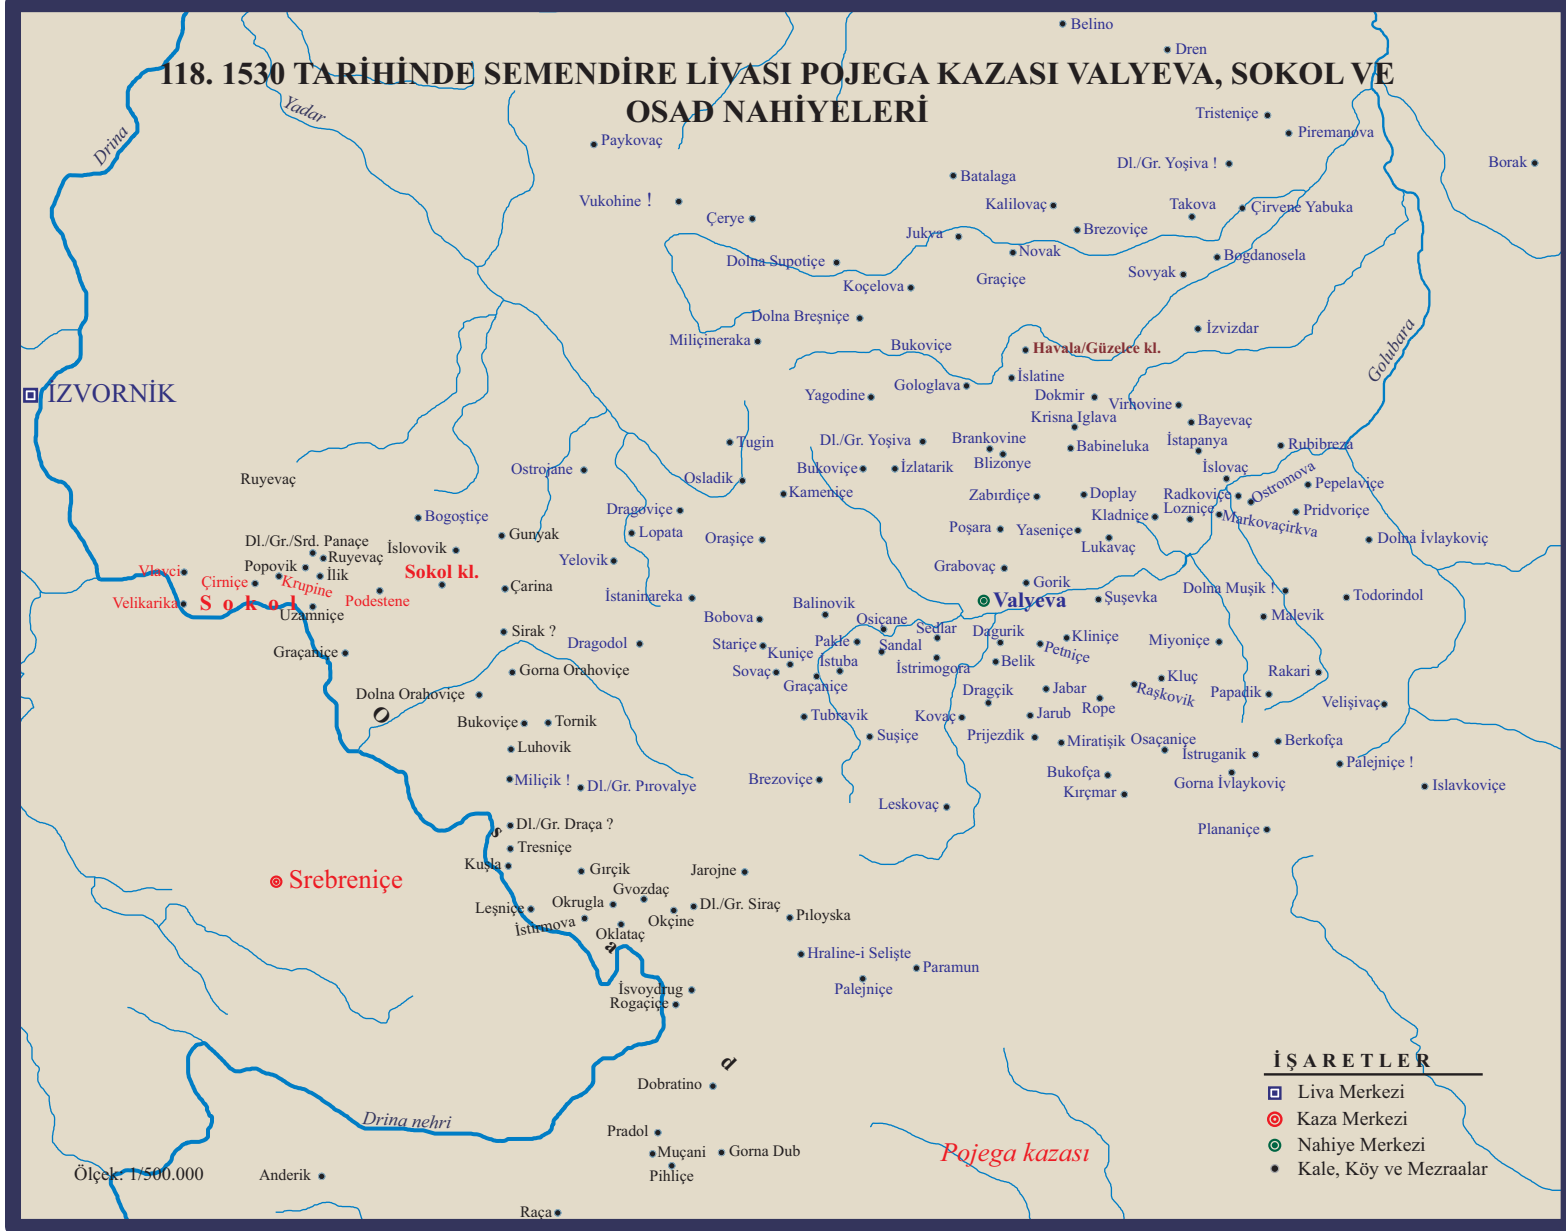 118. 1530 TARİHİNDE SEMENDİRE LİVASI POJEGA KAZASI VALYEVA, SOKOL VE
OSAD NAHİYELERİ
Belino
Dren
Yadar
Drina
Tristeniçe
Piremanova
Paykovaç
Dl./Gr. Yoşiva !
Borak
Batalaga
Vukohine !
Kalilovaç
Takova
Çirvene Yabuka
Çerye
Jukva
Brezoviçe
Novak
Bogdanosela
Dolna Supotiçe
Graçiçe
Sovyak
Koçelova
Dolna Breşniçe
İzvizdar
Miliçineraka
Bukoviçe
Havala/Güzelce kl.
Golubara
İslatine
Gologlava
İZVORNİK
Yagodine
Dokmir
Virhovine
Krisna Iglava
Bayevaç
Tugin
Dl./Gr. Yoşiva
Brankovine
Babineluka
İstapanya
Rubibreza
Blizonye
Ostrojane
Bukoviçe
İzlatarik
İslovaç
Ruyevaç
Osladik
Kameniçe
Zabırdiçe
Doplay
Radkoviçe
Ostromova
Pepelaviçe
Bogoştiçe
Dragoviçe
Kladniçe
Lozniçe
Markovaçirkva
Pridvoriçe
Gunyak
Lopata
Oraşiçe
Poşara
Yaseniçe
Lukavaç
Dolna İvlaykoviç
Dl./Gr./Srd. Panaçe
İslovovik
Ruyevaç
Yelovik
Popovik
Grabovaç
Vlavci
Çirniçe
Krupine
İlik
Sokol kl.
Çarina
Gorik
Dolna Muşik !
Velikarika
Sokol
Podestene
İstaninareka
Valyeva
Şuşevka
Todorindol
Uzamniçe
Balinovik
Bobova
Malevik
Osiçane
Sirak ?
Sedlar
Dagurik
Kliniçe
Dragodol
Stariçe
Pakle
Sandal
Petniçe
Miyoniçe
Graçaniçe
Kuniçe
İstuba
İstrimogora
Belik
Gorna Orahoviçe
Sovaç
Graçaniçe
Kluç
Rakari
Dolna Orahoviçe
Dragçik
Jabar
Rope
Raşkovik
Papadik
Velişivaç
Osad
Bukoviçe
Tornik
Tubravik
Kovaç
Jarub
Suşiçe
Prijezdik
Miratişik
Osaçaniçe
Berkofça
Luhovik
İstruganik
Palejniçe !
Miliçik !
Dl./Gr. Pırovalye
Brezoviçe
Bukofça
Gorna İvlaykoviç
Islavkoviçe
Kırçmar
Leskovaç
Dl./Gr. Draça ?
Plananiçe
Tresniçe
Kuşla
Gırçik
Jarojne
Srebreniçe
Gvozdaç
Okrugla
Dl./Gr. Siraç
Leşniçe
Okçine
Pıloyska
İstirmova
Oklataç
Hraline-i Selişte
Paramun
İsvoydrug
Palejniçe
Rogaçiçe
Dobratino
Drina nehri
Pradol
Muçani
Gorna Dub
Pihliçe
Pojega kazası
Ölçek: 1/500.000
Anderik
Raça
İŞARETLER
Liva Merkezi
Kaza Merkezi
Nahiye Merkezi
Kale, Köy ve Mezraalar